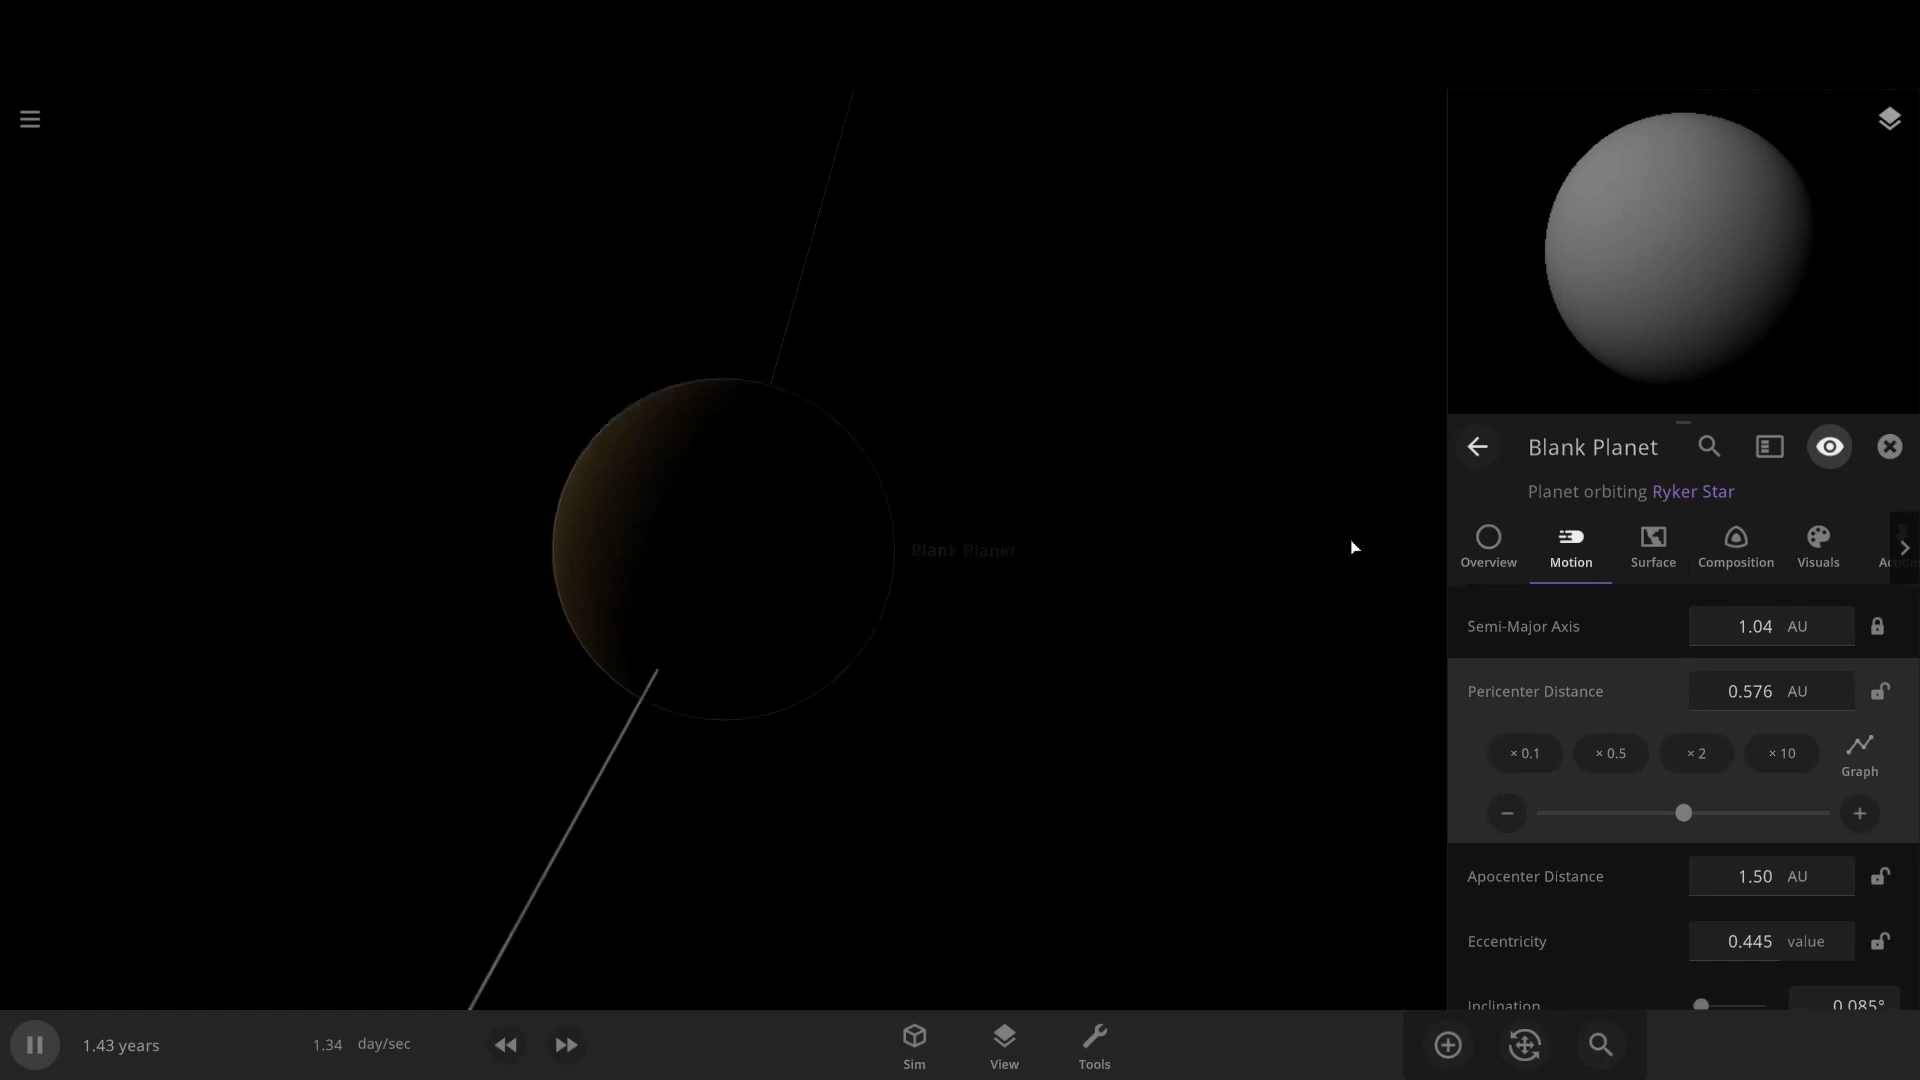 Blank Planet
Planet orbiting Ryker Star
Overview
Motion
Surface
Composition
Visuals
Semi-Major Axis 1.04 AU
Pericenter Distance 0.576 AU
× 0.1 × 0.5 × 2 × 10 Graph
Apocenter Distance 1.50 AU
Eccentricity 0.445 value
Inclination 0.085°
1.43 years 1.34 day/sec
Sim View Tools